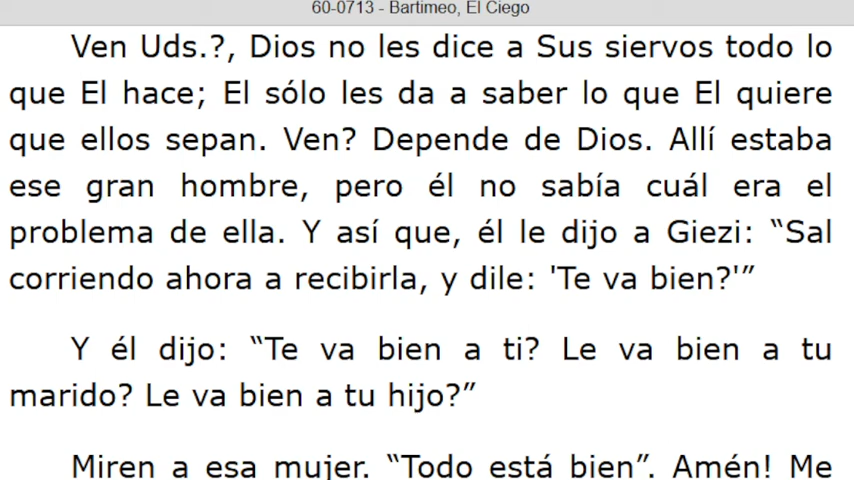 60-0713 - Bartimeo, El Ciego
Ven Uds.?, Dios no les dice a Sus siervos todo lo
que El hace; El sólo les da a saber lo que El quiere
que ellos sepan. Ven? Depende de Dios. Allí estaba
ese gran hombre, pero él no sabía cuál era el
problema de ella. Y así que, él le dijo a Giezi: “Sal
corriendo ahora a recibirla, y dile: 'Te va bien?'”
Y él dijo: “Te va bien a ti? Le va bien a tu
marido? Le va bien a tu hijo?”
Miren a esa mujer. “Todo está bien”. Amén! Me